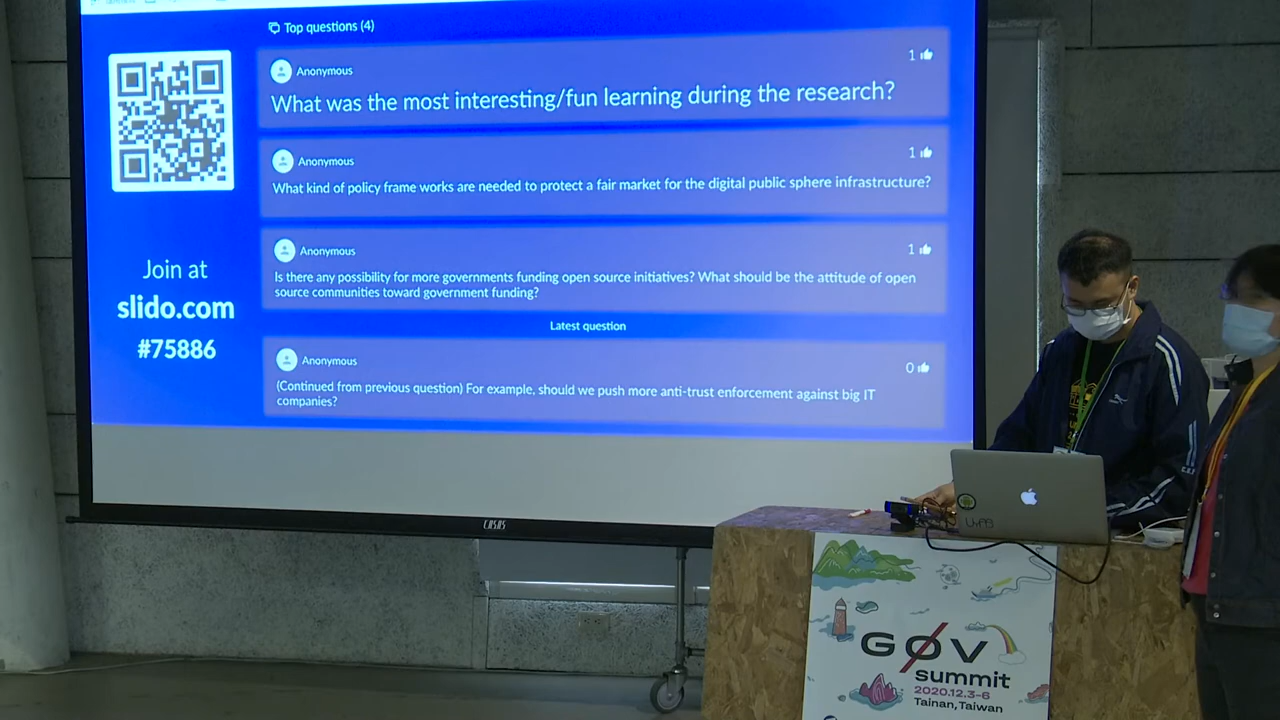 Top questions (4)
Anonymous
1
What was the most interesting/fun learning during the research?
Anonymous
1
What kind of policy frame works are needed to protect a fair market for the digital public sphere infrastructure?
Anonymous
1
Is there any possibility for more governments funding open source initiatives? What should be the attitude of open
source communities toward government funding?
Latest question
Anonymous
0
(Continued from previous question) For example, should we push more anti-trust enforcement against big IT
companies?
Join at
slido.com
#75886
GØV
summit
2020.12.3-6
Tainan, Taiwan